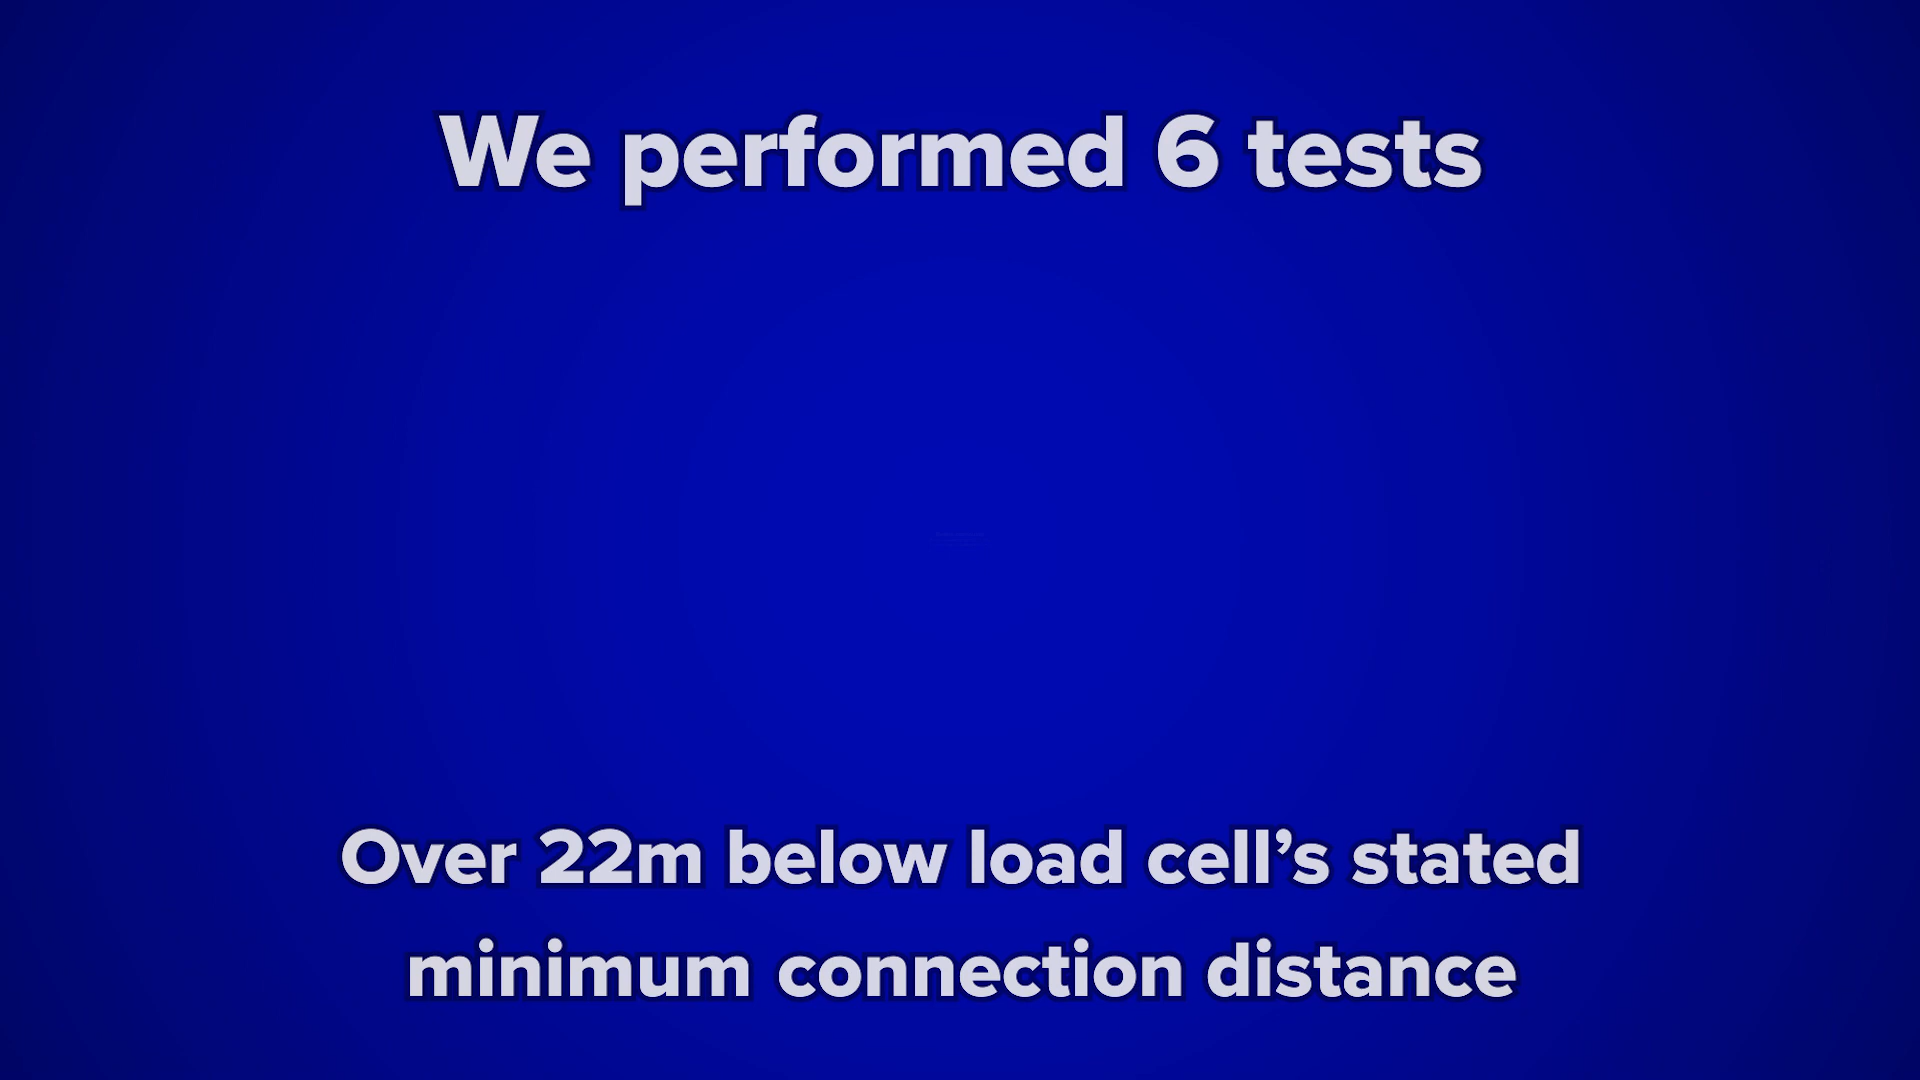 We performed 6 tests
Over 22m below load cell’s stated
minimum connection distance